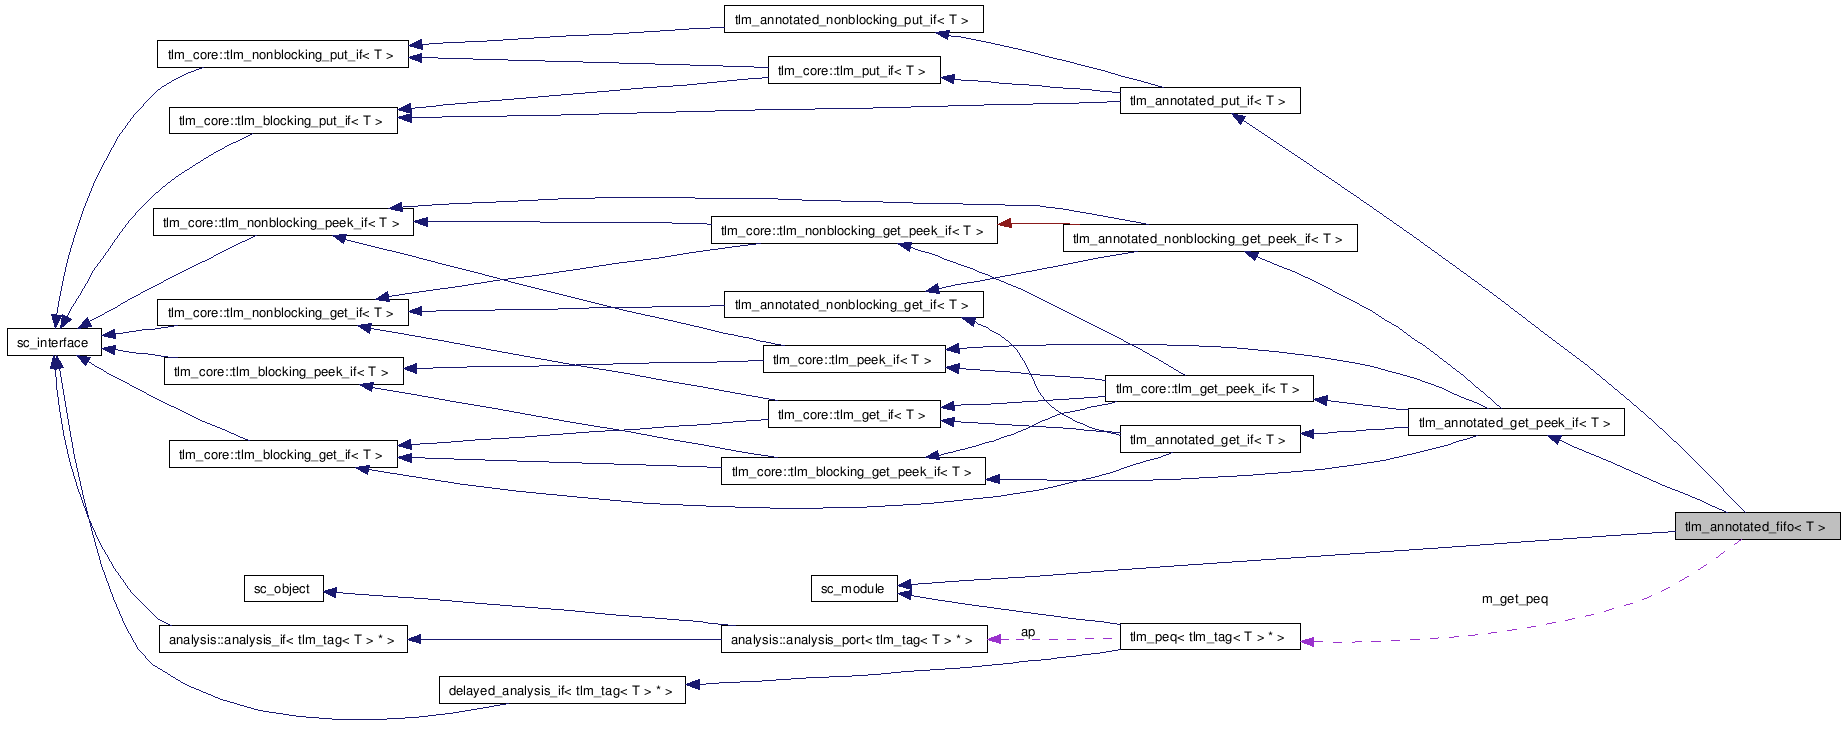 tlm_annotated_nonblocking_put_if< T >
tlm_core::tlm_nonblocking_put_if< T >
tlm_core::tlm_put_if< T >
tlm_annotated_put_if< T >
tlm_core::tlm_blocking_put_if< T >
tlm_core::tlm_nonblocking_peek_if< T >
tlm_core::tlm_nonblocking_get_peek_if< T >
tlm_annotated_nonblocking_get_peek_if< T >
tlm_annotated_nonblocking_get_if< T >
tlm_core::tlm_nonblocking_get_if< T >
sc_interface
tlm_core::tlm_peek_if< T >
tlm_core::tlm_blocking_peek_if< T >
tlm_core::tlm_get_peek_if< T >
tlm_core::tlm_get_if< T >
tlm_annotated_get_peek_if< T >
tlm_annotated_get_if< T >
tlm_core::tlm_blocking_get_if< T >
tlm_core::tlm_blocking_get_peek_if< T >
tlm_annotated_fifo< T >
sc_object
sc_module
m_get_peq
ap
analysis::analysis_if< tlm_tag< T > * >
analysis::analysis_port< tlm_tag< T > * >
tlm_peq< tlm_tag< T > * >
delayed_analysis_if< tlm_tag< T > * >